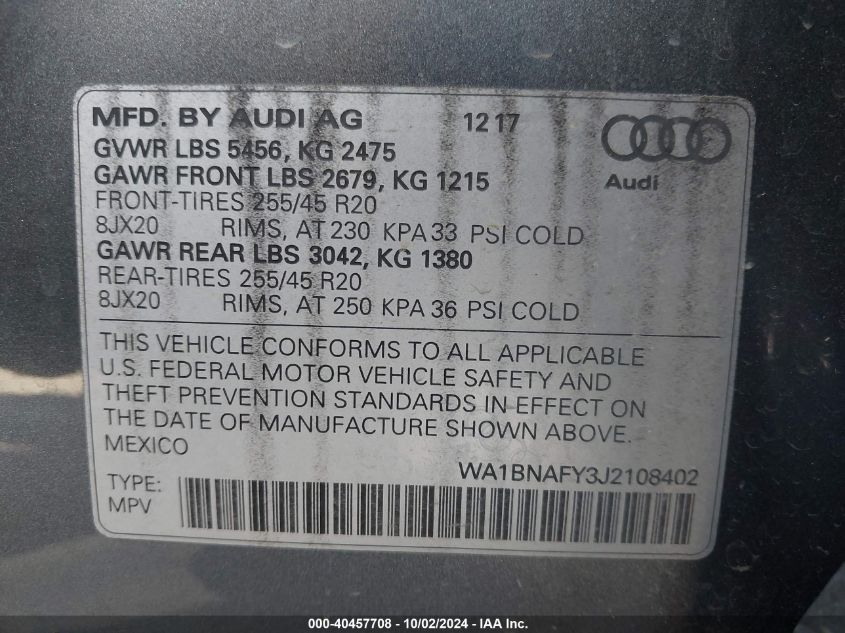 MFD. BY AUDI AG 12 17
GVWR LBS 5456, KG 2475
GAWR FRONT LBS 2679, KG 1215
Audi
FRONT-TIRES 255/45 R20
8JX20 RIMS, AT 230 KPA 33 PSI COLD
GAWR REAR LBS 3042, KG 1380
REAR-TIRES 255/45 R20
8JX20 RIMS, AT 250 KPA 36 PSI COLD
THIS VEHICLE CONFORMS TO ALL APPLICABLE
U.S. FEDERAL MOTOR VEHICLE SAFETY AND
THEFT PREVENTION STANDARDS IN EFFECT ON
THE DATE OF MANUFACTURE SHOWN ABOVE.
MEXICO
WA1BNAFY3J2108402
TYPE:
MPV
000-40457708 - 10/02/2024 - IAA Inc.